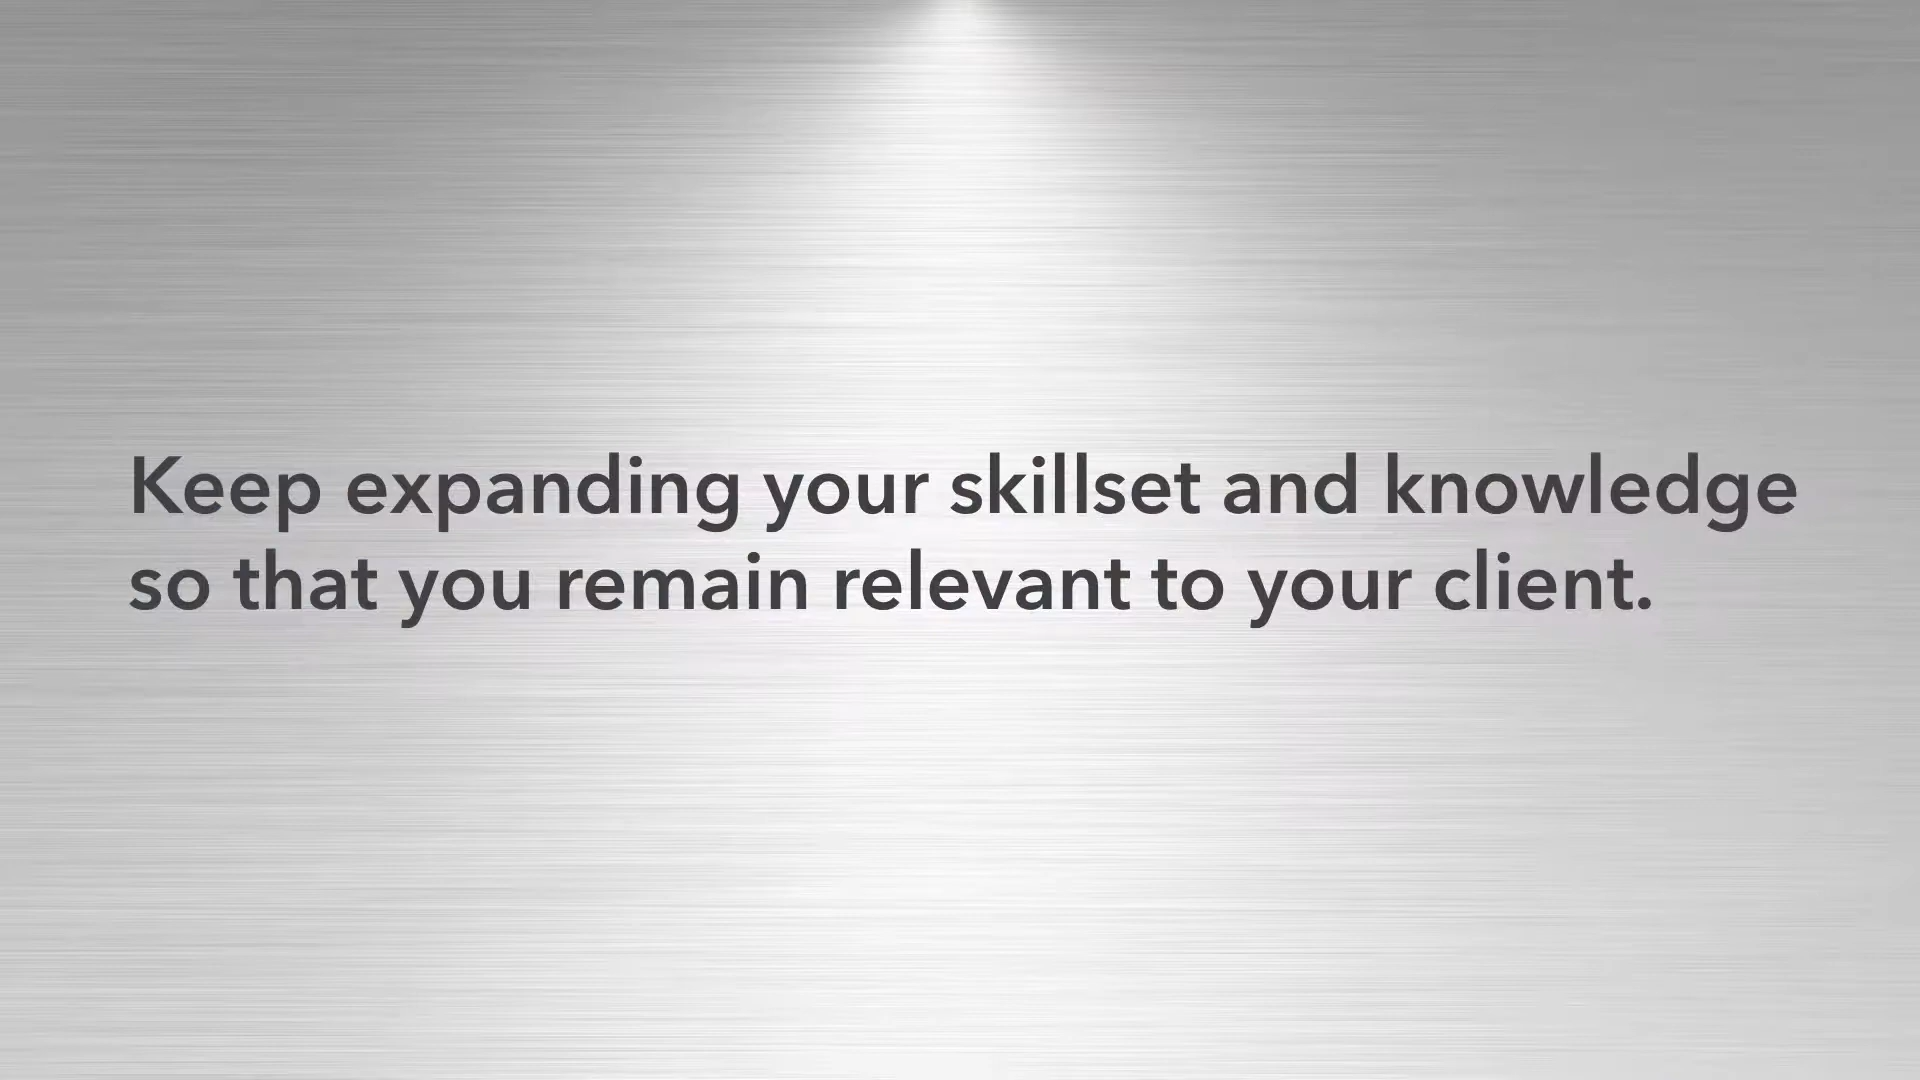 Keep expanding your skillset and knowledge
so that you remain relevant to your client.